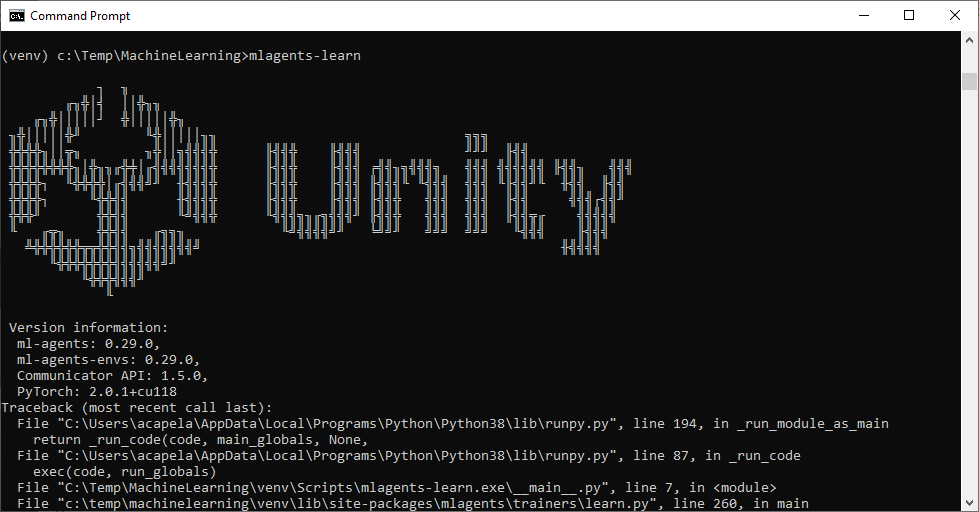 Command Prompt
(venv) c:\Temp\MachineLearning>mlagents-learn
Unity
Version information:
ml-agents: 0.29.0,
ml-agents-envs: 0.29.0,
Communicator API: 1.5.0,
PyTorch: 2.0.1+cu118
Traceback (most recent call last):
File "C:\Users\acapela\AppData\Local\Programs\Python\Python38\lib\runpy.py", line 194, in _run_module_as_main
return _run_code(code, main_globals, None,
File "C:\Users\acapela\AppData\Local\Programs\Python\Python38\lib\runpy.py", line 87, in _run_code
exec(code, run_globals)
File "C:\Temp\MachineLearning\venv\Scripts\mlagents-learn.exe\__main__.py", line 7, in <module>
File "c:\temp\machinelearning\venv\lib\site-packages\mlagents\trainers\learn.py", line 260, in main